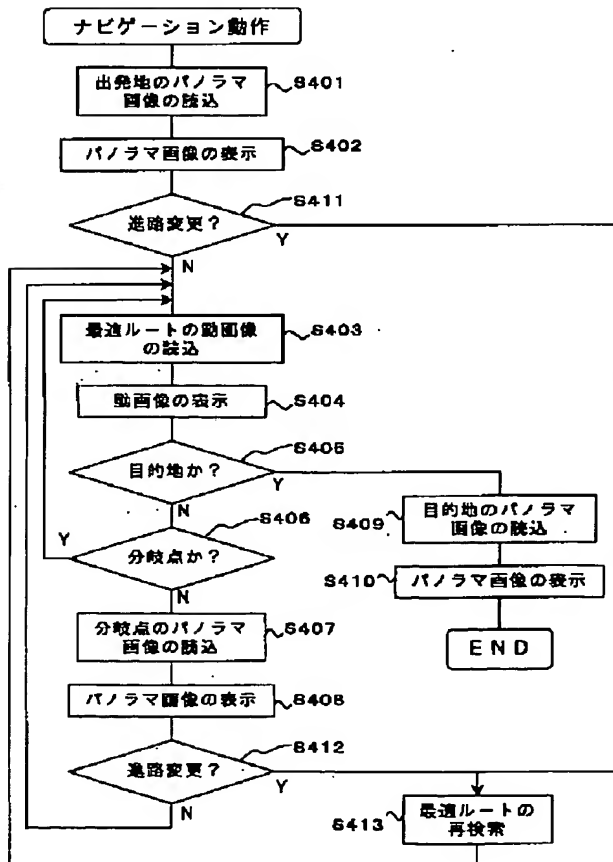 ナビゲーション動作
出発地のパノラマ
画像の読込
S401
パノラマ画像の表示
S402
進路変更?
S411
Y
N
最適ルートの動画像
の読込
S403
動画像の表示
S404
目的地か?
S405
Y
N
目的地のパノラマ
画像の読込
S409
パノラマ画像の表示
S410
END
分岐点か?
S406
Y
N
分岐点のパノラマ
画像の読込
S407
パノラマ画像の表示
S408
進路変更?
S412
Y
N
最適ルートの
再検索
S413